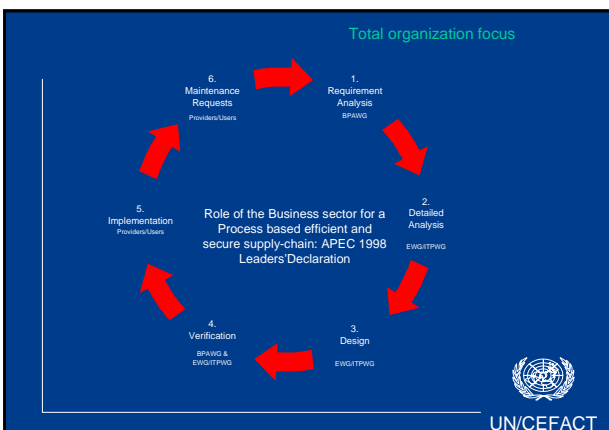 Total organization focus
1.
Requirement
Analysis
BPAWG
2.
Detailed
Analysis
EWG/ITPWG
3.
Design
EWG/ITPWG
4.
Verification
BPAWG &
EWG/ITPWG
5.
Implementation
Providers/Users
6.
Maintenance
Requests
Providers/Users
Role of the Business sector for a
Process based efficient and
secure supply-chain: APEC 1998
Leaders'Declaration
UN/CEFACT